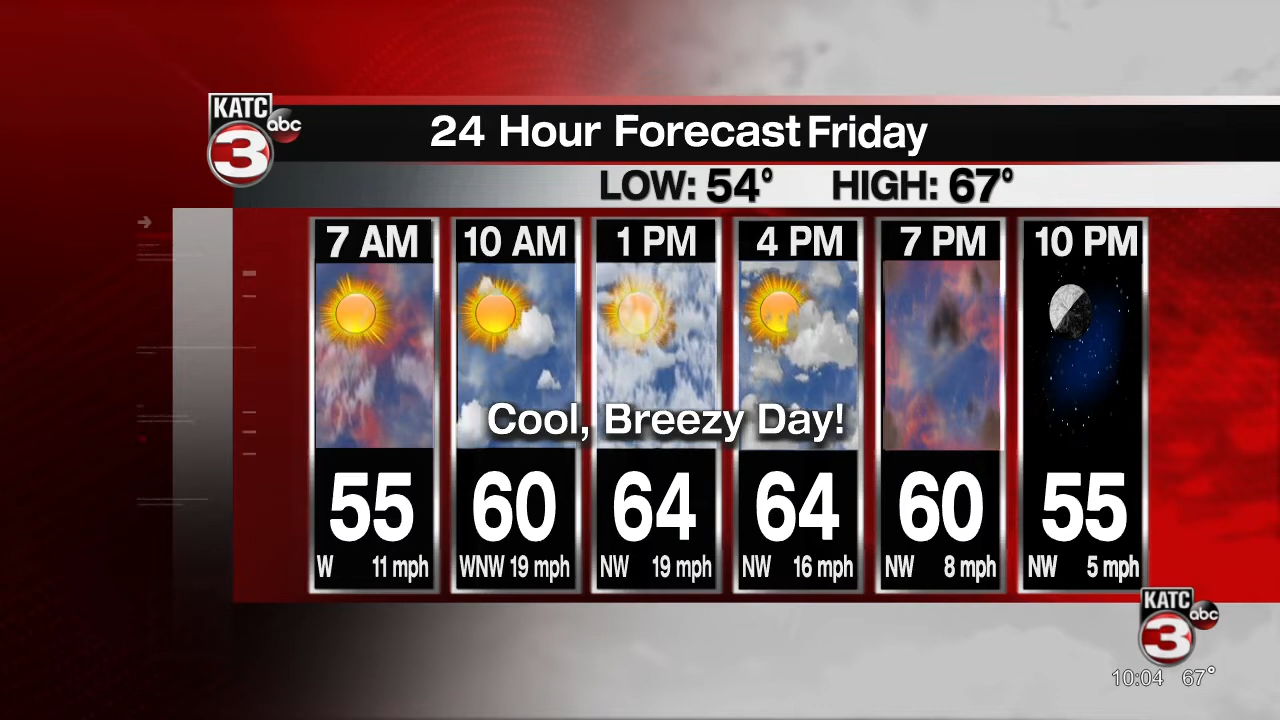 KATC
abc
3
24 Hour Forecast Friday
LOW: 54° HIGH: 67°
7 AM 10 AM 1 PM 4 PM 7 PM 10 PM
Cool, Breezy Day!
55 60 64 64 60 55
W 11 mph WNW 19 mph NW 19 mph NW 16 mph NW 8 mph NW 5 mph
KATC
abc
3
10:04 67°